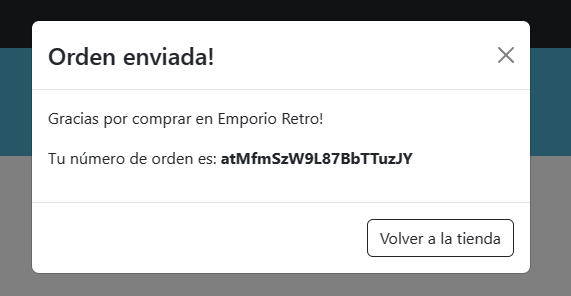 Orden enviada!
Gracias por comprar en Emporio Retro!
Tu número de orden es: atMfmSzW9L87BbTTuzJY
Volver a la tienda